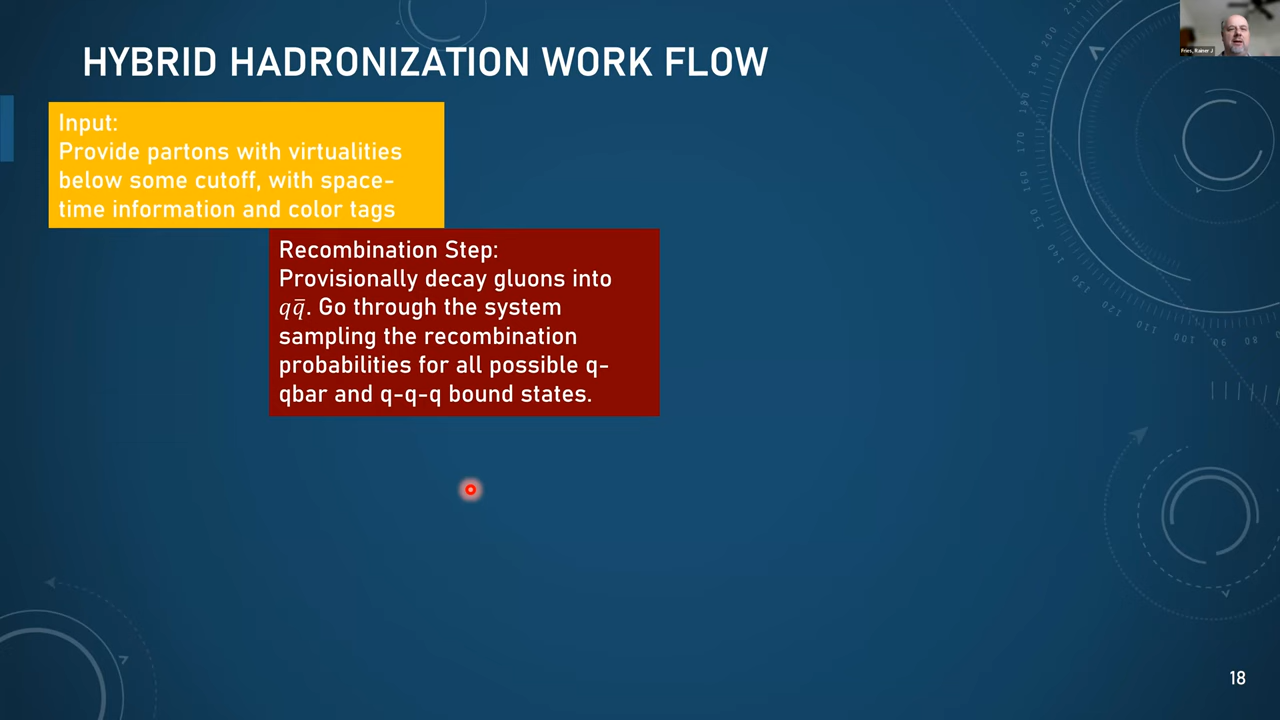 HYBRID HADRONIZATION WORK FLOW
Fries, Rainer J
Input:
Provide partons with virtualities
below some cutoff, with space-
time information and color tags
Recombination Step:
Provisionally decay gluons into
qq̄. Go through the system
sampling the recombination
probabilities for all possible q-
qbar and q-q-q bound states.
18